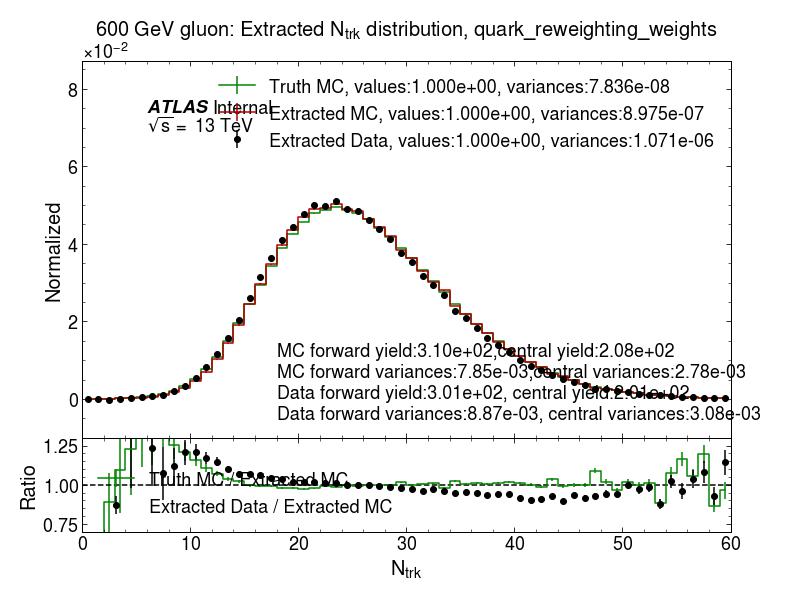 600 GeV gluon: Extracted N_trk distribution, quark_reweighting_weights
×10⁻²
Truth MC, values:1.000e+00, variances:7.836e-08
ATLAS Internal
Extracted MC, values:1.000e+00, variances:8.975e-07
√s = 13 TeV
Extracted Data, values:1.000e+00, variances:1.071e-06
8
6
4
2
0
Normalized
MC forward yield:3.10e+02,central yield:2.08e+02
MC forward variances:7.85e-03,central variances:2.78e-03
Data forward yield:3.01e+02, central yield:2.01e+02
Data forward variances:8.87e-03, central variances:3.08e-03
1.25
1.00
0.75
Ratio
Truth MC / Extracted MC
Extracted Data / Extracted MC
0 10 20 30 40 50 60
N_trk